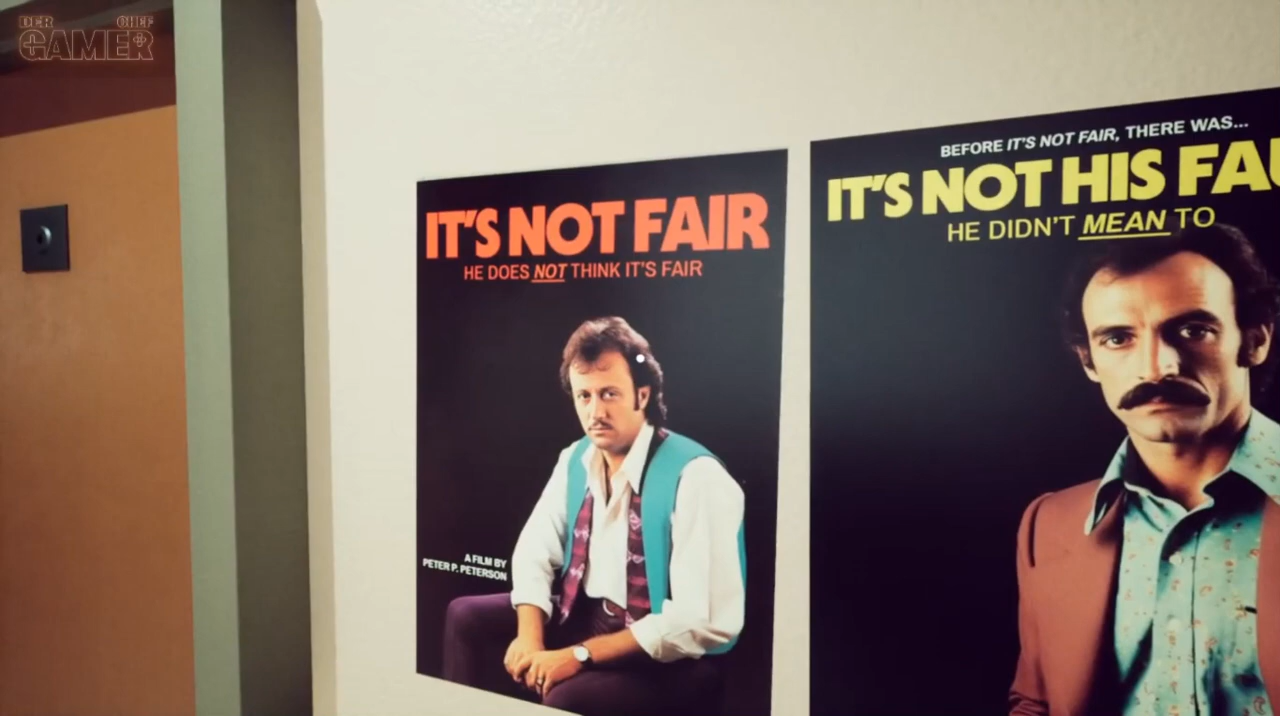 DER CHEF
GAMER
IT'S NOT FAIR
HE DOES NOT THINK IT'S FAIR
A FILM BY
PETER P. PETERSON
BEFORE IT'S NOT FAIR, THERE WAS...
IT'S NOT HIS
HE DIDN'T MEAN TO